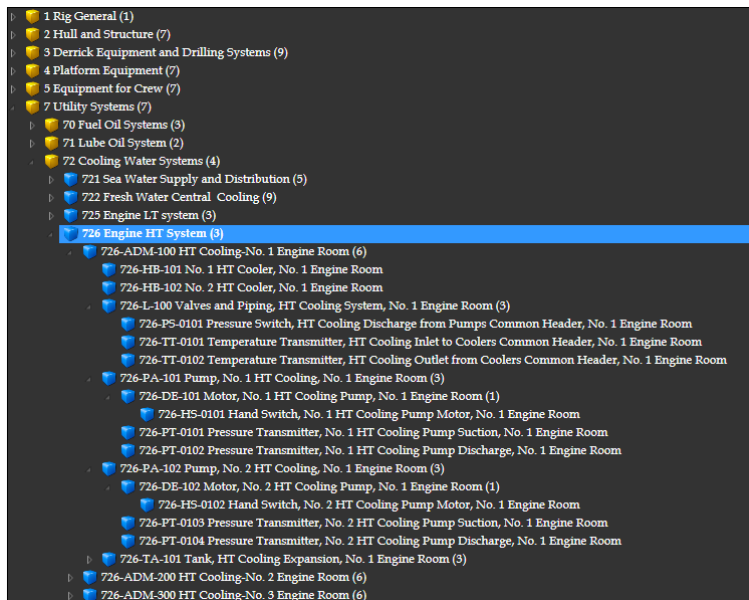 1 Rig General (1)
2 Hull and Structure (7)
3 Derrick Equipment and Drilling Systems (9)
4 Platform Equipment (7)
5 Equipment for Crew (7)
7 Utility Systems (7)
70 Fuel Oil Systems (3)
71 Lube Oil System (2)
72 Cooling Water Systems (4)
721 Sea Water Supply and Distribution (5)
722 Fresh Water Central Cooling (9)
725 Engine LT system (3)
726 Engine HT System (3)
726-ADM-100 HT Cooling-No. 1 Engine Room (6)
726-HB-101 No. 1 HT Cooler, No. 1 Engine Room
726-HB-102 No. 2 HT Cooler, No. 1 Engine Room
726-L-100 Valves and Piping, HT Cooling System, No. 1 Engine Room (3)
726-PS-0101 Pressure Switch, HT Cooling Discharge from Pumps Common Header, No. 1 Engine Room
726-TT-0101 Temperature Transmitter, HT Cooling Inlet to Coolers Common Header, No. 1 Engine Room
726-TT-0102 Temperature Transmitter, HT Cooling Outlet from Coolers Common Header, No. 1 Engine Room
726-PA-101 Pump, No. 1 HT Cooling, No. 1 Engine Room (3)
726-DE-101 Motor, No. 1 HT Cooling Pump, No. 1 Engine Room (1)
726-HS-0101 Hand Switch, No. 1 HT Cooling Pump Motor, No. 1 Engine Room
726-PT-0101 Pressure Transmitter, No. 1 HT Cooling Pump Suction, No. 1 Engine Room
726-PT-0102 Pressure Transmitter, No. 1 HT Cooling Pump Discharge, No. 1 Engine Room
726-PA-102 Pump, No. 2 HT Cooling, No. 1 Engine Room (3)
726-DE-102 Motor, No. 2 HT Cooling Pump, No. 1 Engine Room (1)
726-HS-0102 Hand Switch, No. 2 HT Cooling Pump Motor, No. 1 Engine Room
726-PT-0103 Pressure Transmitter, No. 2 HT Cooling Pump Suction, No. 1 Engine Room
726-PT-0104 Pressure Transmitter, No. 2 HT Cooling Pump Discharge, No. 1 Engine Room
726-TA-101 Tank, HT Cooling Expansion, No. 1 Engine Room (3)
726-ADM-200 HT Cooling-No. 2 Engine Room (6)
726-ADM-300 HT Cooling-No. 3 Engine Room (6)